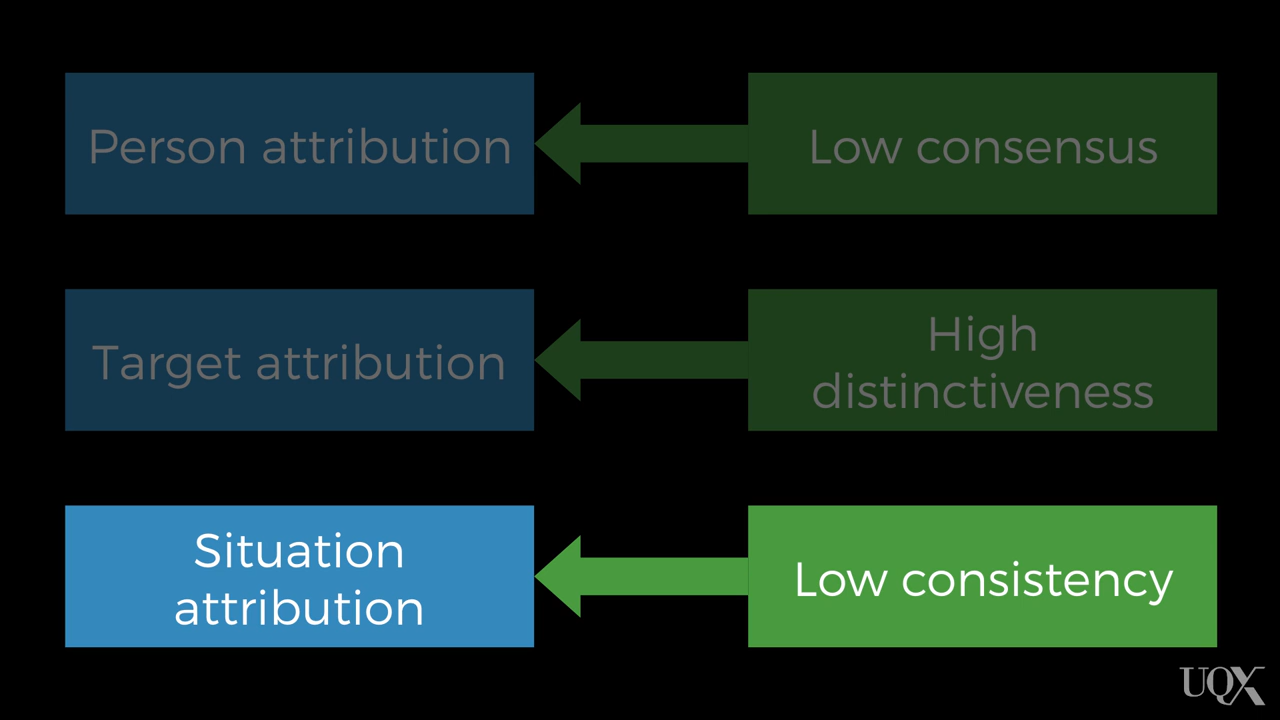 Person attribution
Low consensus
Target attribution
High
distinctiveness
Situation
attribution
Low consistency
UQX